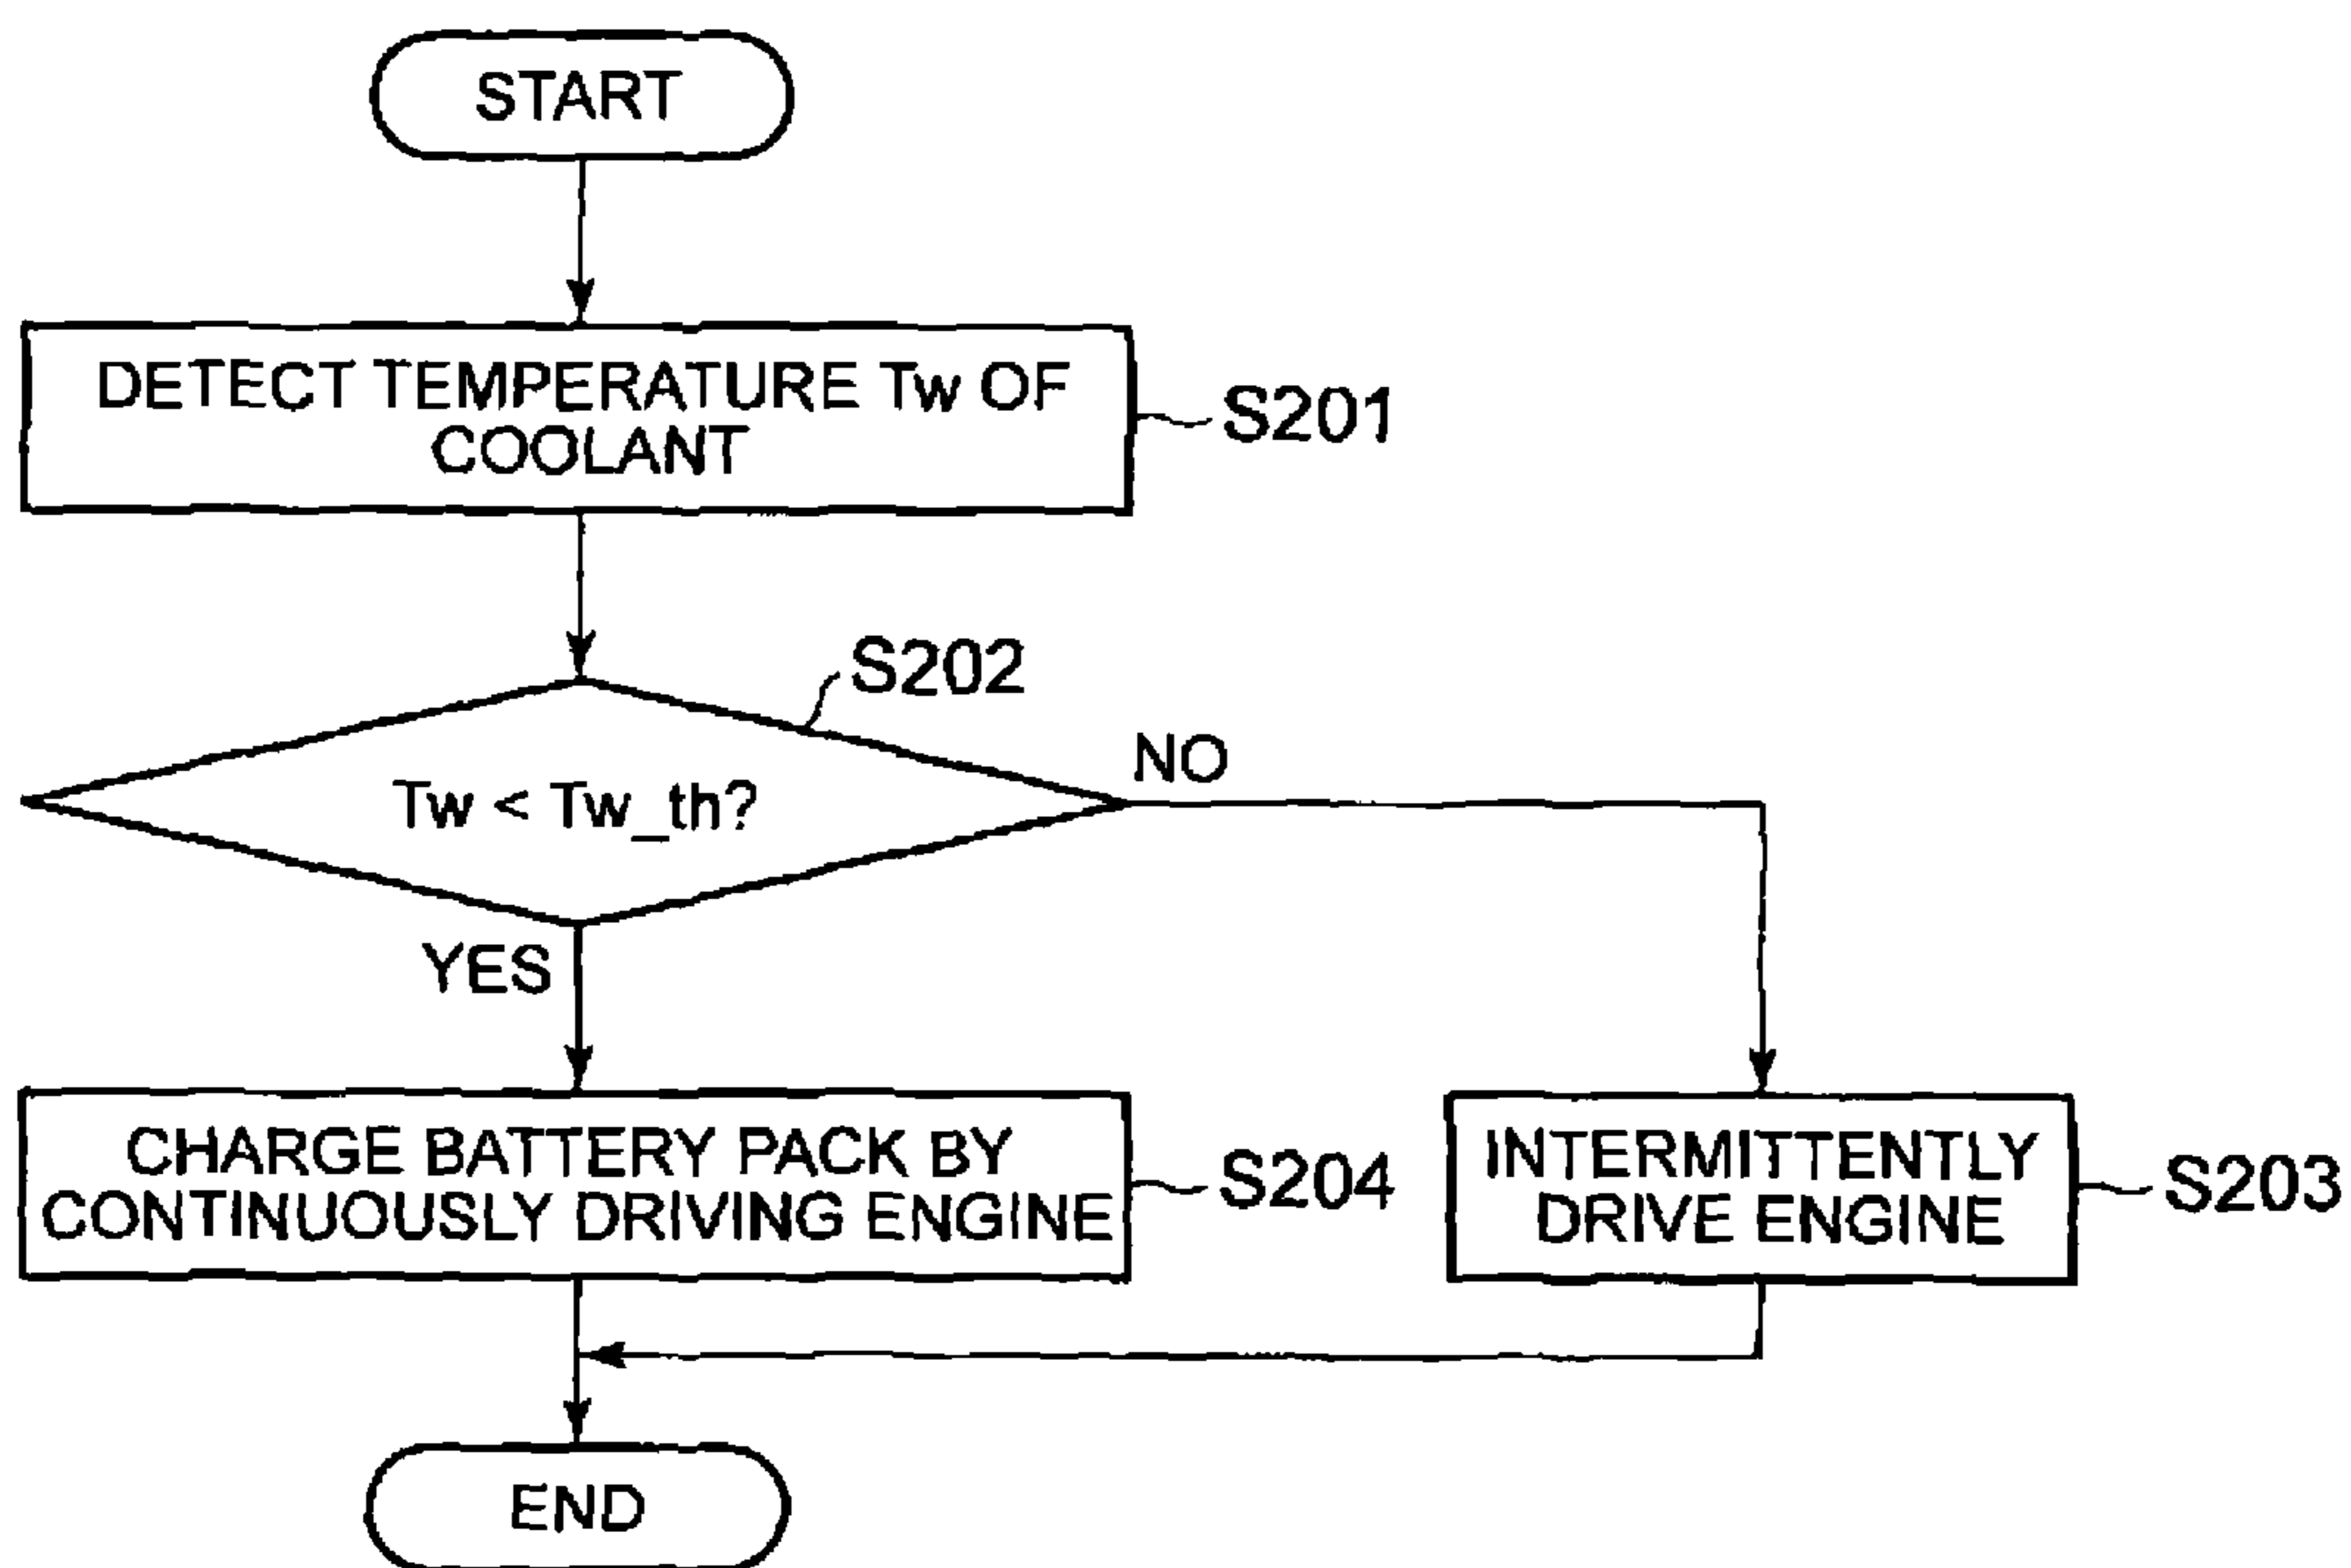 START
DETECT TEMPERATURE Tw OF
COOLANT
S201
S202
Tw < Tw_th?
NO
YES
CHARGE BATTERY PACK BY
CONTINUOUSLY DRIVING ENGINE
S204
INTERMITTENTLY
DRIVE ENGINE
S203
END